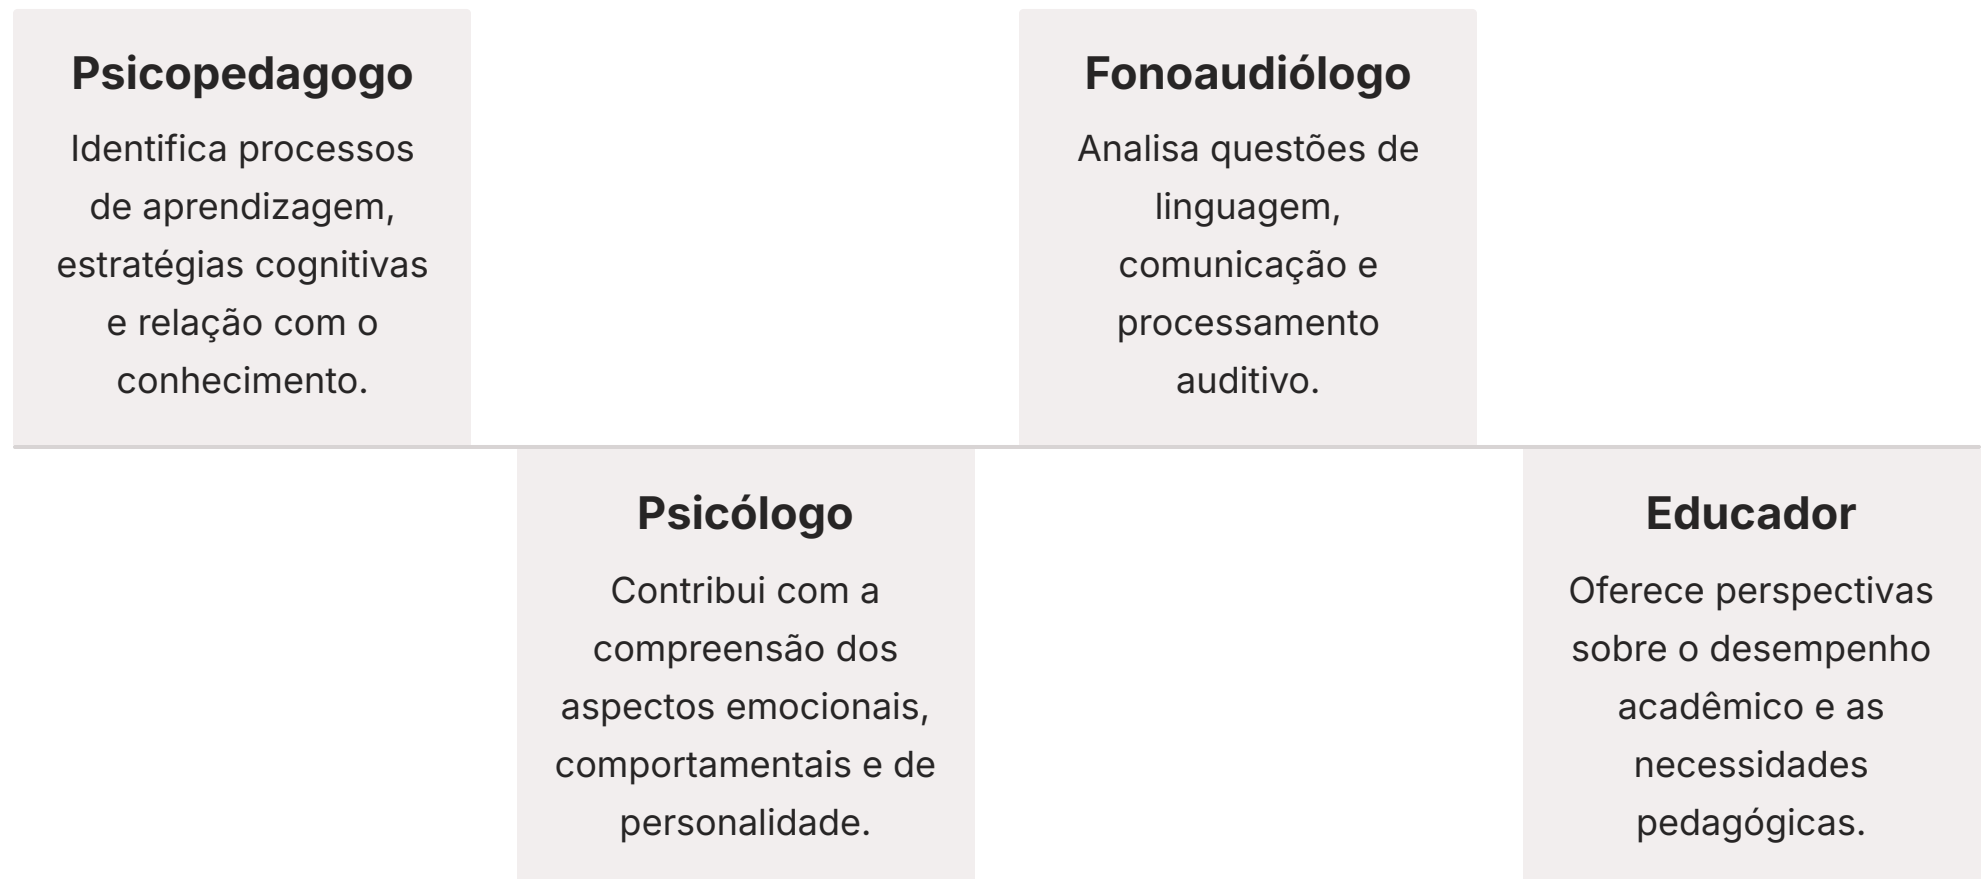 Psicopedagogo
Identifica processos
de aprendizagem,
estratégias cognitivas
e relação com o
conhecimento.
Psicólogo
Contribui com a
compreensão dos
aspectos emocionais,
comportamentais e de
personalidade.
Fonoaudiólogo
Analisa questões de
linguagem,
comunicação e
processamento
auditivo.
Educador
Oferece perspectivas
sobre o desempenho
acadêmico e as
necessidades
pedagógicas.